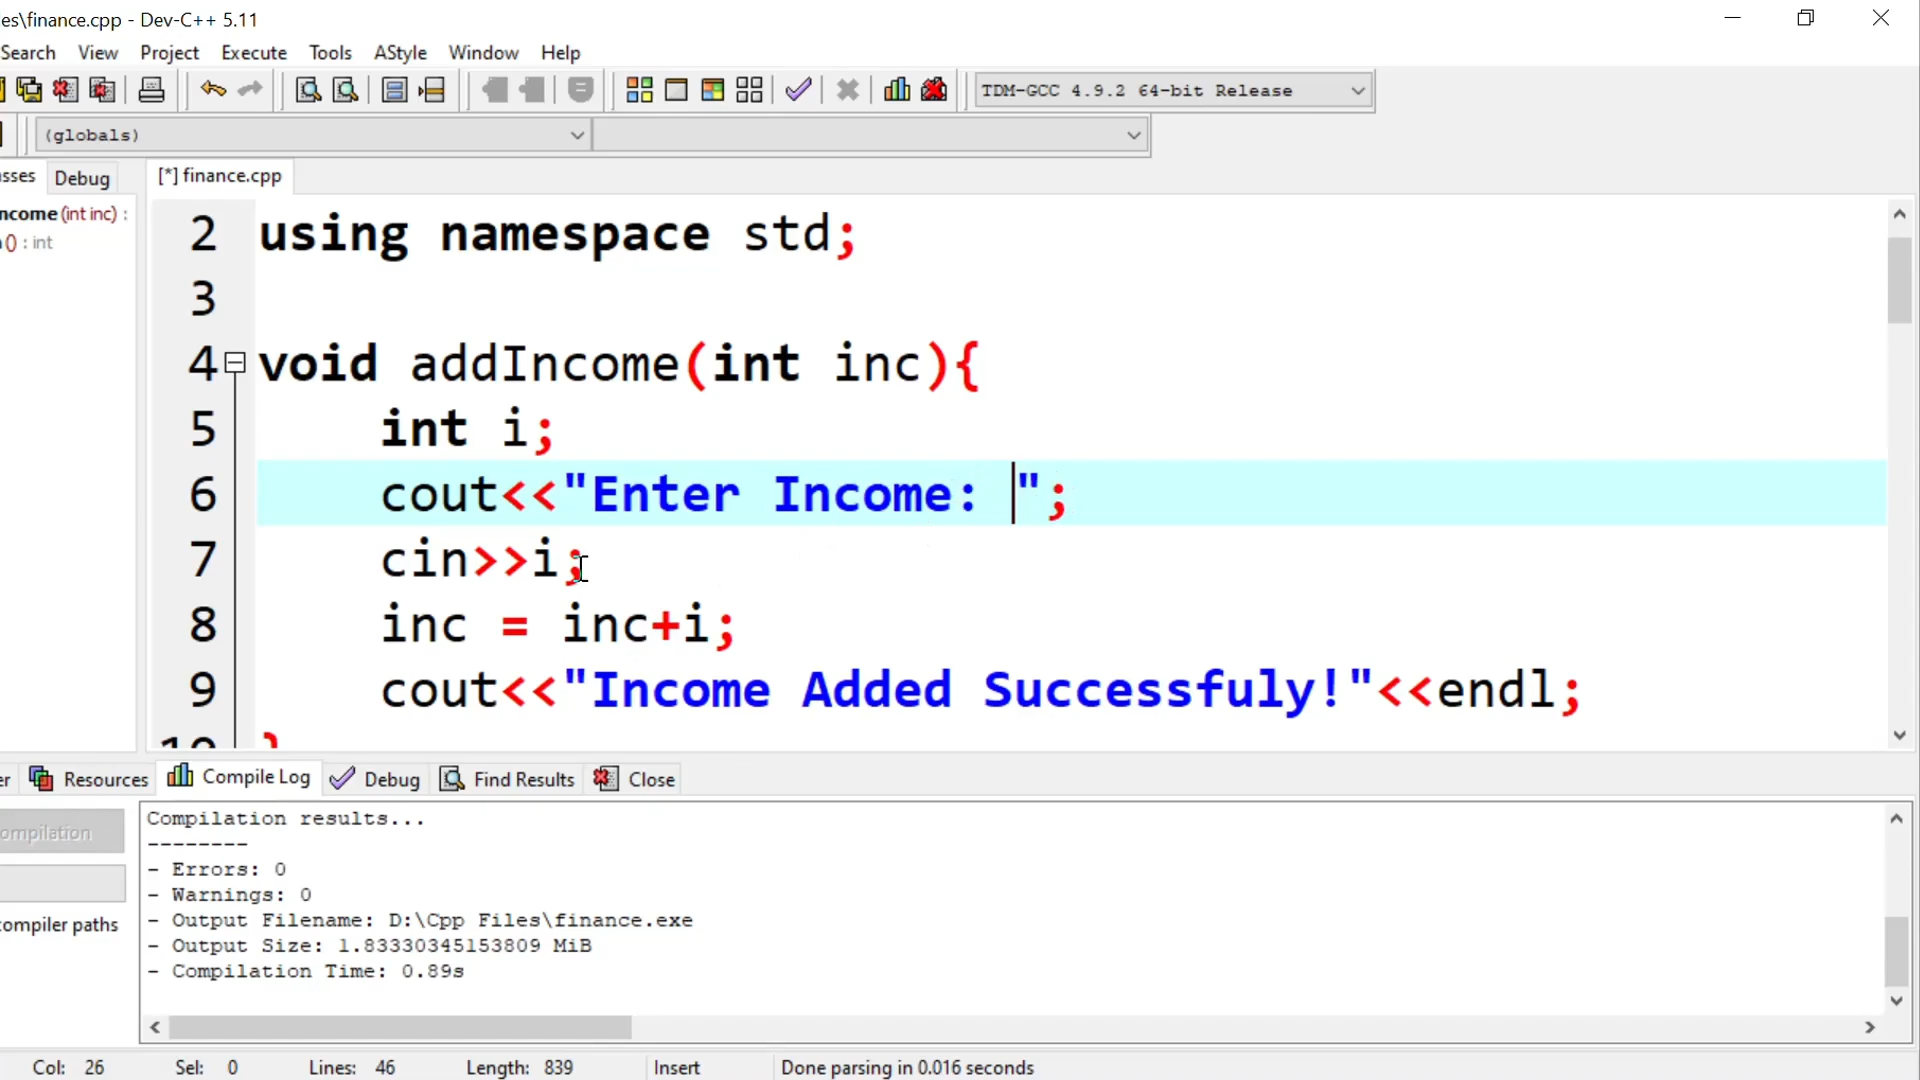 es\finance.cpp - Dev-C++ 5.11
Search View Project Execute Tools AStyle Window Help
TDM-GCC 4.9.2 64-bit Release
(globals)
sses Debug [*] finance.cpp
ncome (int inc) :
() : int
2 using namespace std;
3
4 void addIncome(int inc){
5 int i;
6 cout<<"Enter Income: ";
7 cin>>i;
8 inc = inc+i;
9 cout<<"Income Added Successfuly!"<<endl;
10 }
er Resources Compile Log Debug Find Results Close
ompilation
ompiler paths
Compilation results...
--------
- Errors: 0
- Warnings: 0
- Output Filename: D:\Cpp Files\finance.exe
- Output Size: 1.83330345153809 MiB
- Compilation Time: 0.89s
Col: 26 Sel: 0 Lines: 46 Length: 839 Insert Done parsing in 0.016 seconds